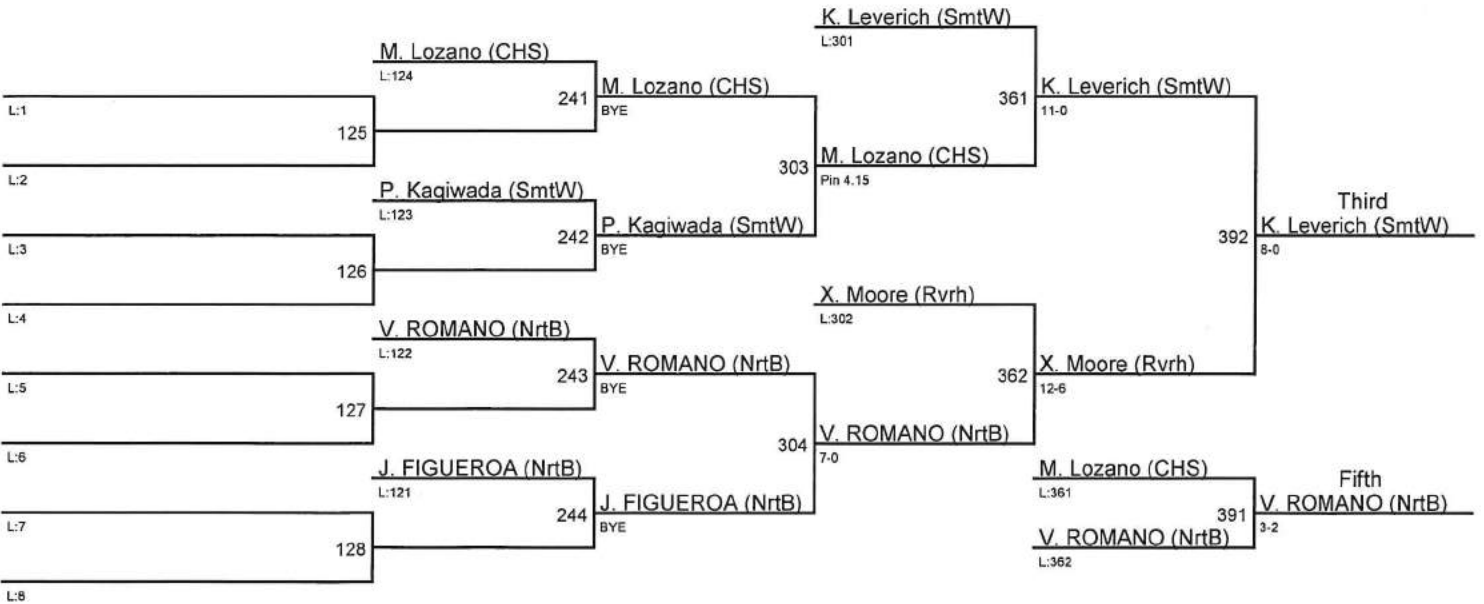 K. Leverich (SmtW)
L:301
M. Lozano (CHS)
L:124
241
M. Lozano (CHS)
BYE
361
K. Leverich (SmtW)
11-0
L:1
125
L:2
303
M. Lozano (CHS)
Pin 4.15
P. Kagiwada (SmtW)
L:123
242
P. Kagiwada (SmtW)
BYE
Third
392
K. Leverich (SmtW)
8-0
L:3
126
L:4
X. Moore (Rvrh)
L:302
V. ROMANO (NrtB)
L:122
243
V. ROMANO (NrtB)
BYE
362
X. Moore (Rvrh)
12-6
L:5
127
L:6
304
V. ROMANO (NrtB)
7-0
J. FIGUEROA (NrtB)
L:121
244
J. FIGUEROA (NrtB)
BYE
M. Lozano (CHS)
L:361
Fifth
391
V. ROMANO (NrtB)
3-2
V. ROMANO (NrtB)
L:362
L:7
128
L:8